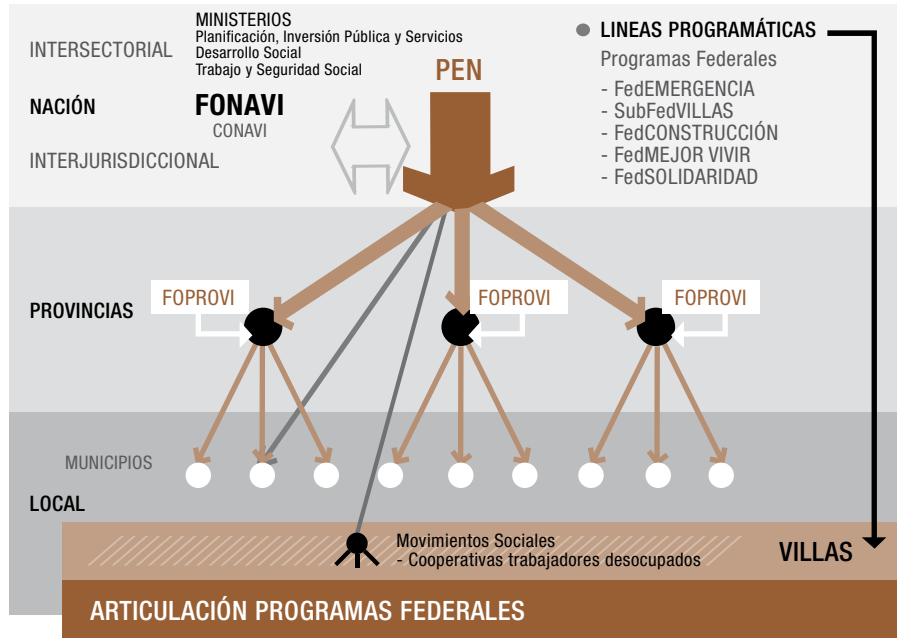 INTERSECTORIAL
MINISTERIOS
Planificación, Inversión Pública y Servicios
Desarrollo Social
Trabajo y Seguridad Social
NACIÓN
FONAVI
CONAVI
INTERJURISDICCIONAL
PEN
LINEAS PROGRAMÁTICAS
Programas Federales
- FedEMERGENCIA
- SubFedVILLAS
- FedCONSTRUCCIÓN
- FedMEJOR VIVIR
- FedSOLIDARIDAD
PROVINCIAS
FOPROVI
FOPROVI
FOPROVI
MUNICIPIOS
LOCAL
Movimientos Sociales
- Cooperativas trabajadores desocupados
VILLAS
ARTICULACIÓN PROGRAMAS FEDERALES